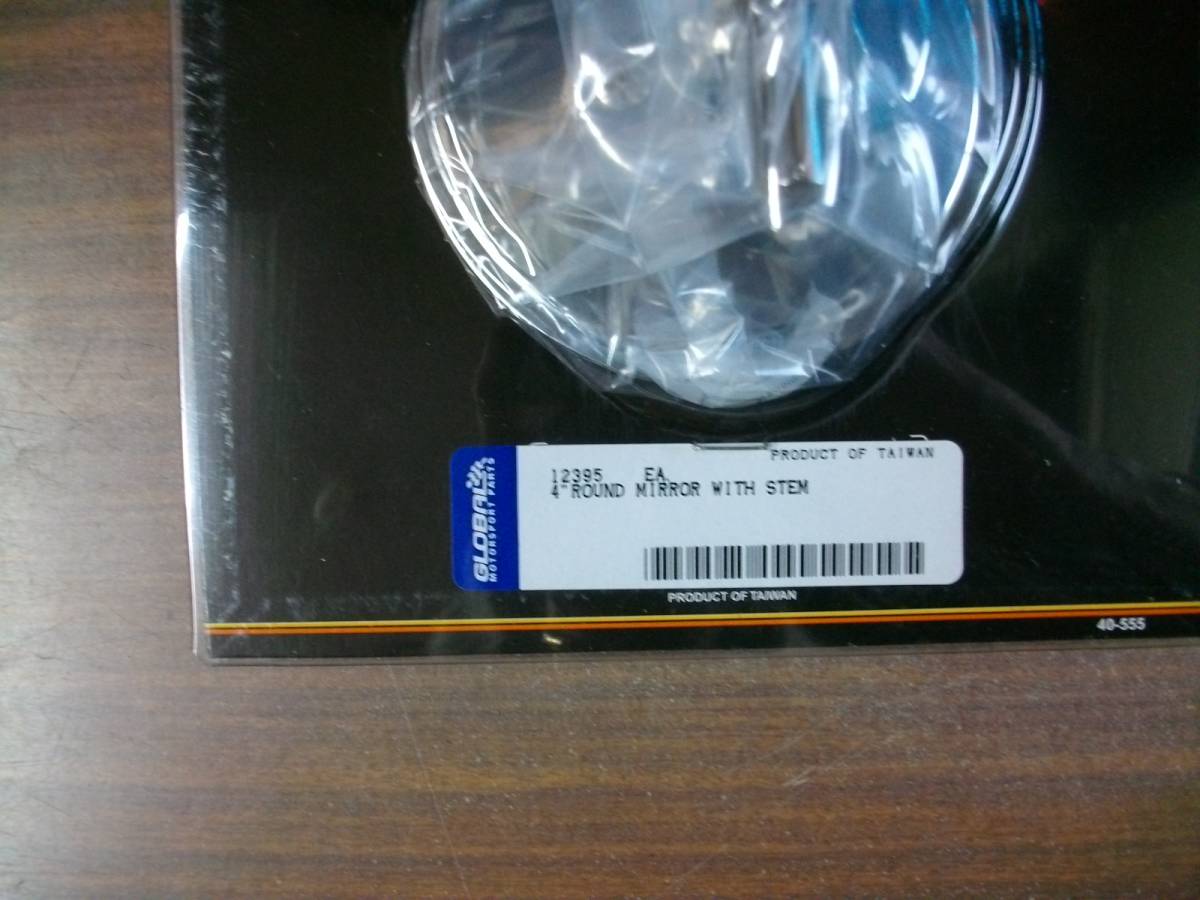 PRODUCT OF TAIWAN
12395 EA
4" ROUND MIRROR WITH STEM
GLOBAL
MOTORSPORT PARTS
PRODUCT OF TAIWAN
40-555